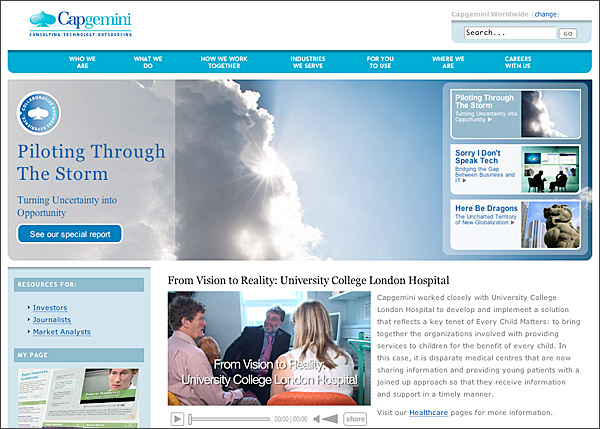 Capgemini
CONSULTING.TECHNOLOGY.OUTSOURCING
Capgemini Worldwide [change]
Search... GO
WHO WE ARE
WHAT WE DO
HOW WE WORK TOGETHER
INDUSTRIES WE SERVE
FOR YOU TO USE
WHERE WE ARE
CAREERS WITH US
COLLABORATIVE BUSINESS EXPERIENCE
Piloting Through
The Storm
Turning Uncertainty into
Opportunity
See our special report
Piloting Through
The Storm
Turning Uncertainty into
Opportunity
Sorry I Don't
Speak Tech
Bridging the Gap
Between Business and
IT
Here Be Dragons
The Uncharted Territory
of New Globalization
RESOURCES FOR:
Investors
Journalists
Market Analysts
MY PAGE
From Vision to Reality: University College London Hospital
From Vision to Reality:
University College London Hospital
00:00 | 00:00
share
Capgemini worked closely with University College
London Hospital to develop and implement a solution
that reflects a key tenet of Every Child Matters: to bring
together the organizations involved with providing
services to children for the benefit of every child. In
this case, it is disparate medical centres that are now
sharing information and providing young patients with a
joined up approach so that they receive information
and support in a timely manner.
Visit our Healthcare pages for more information.